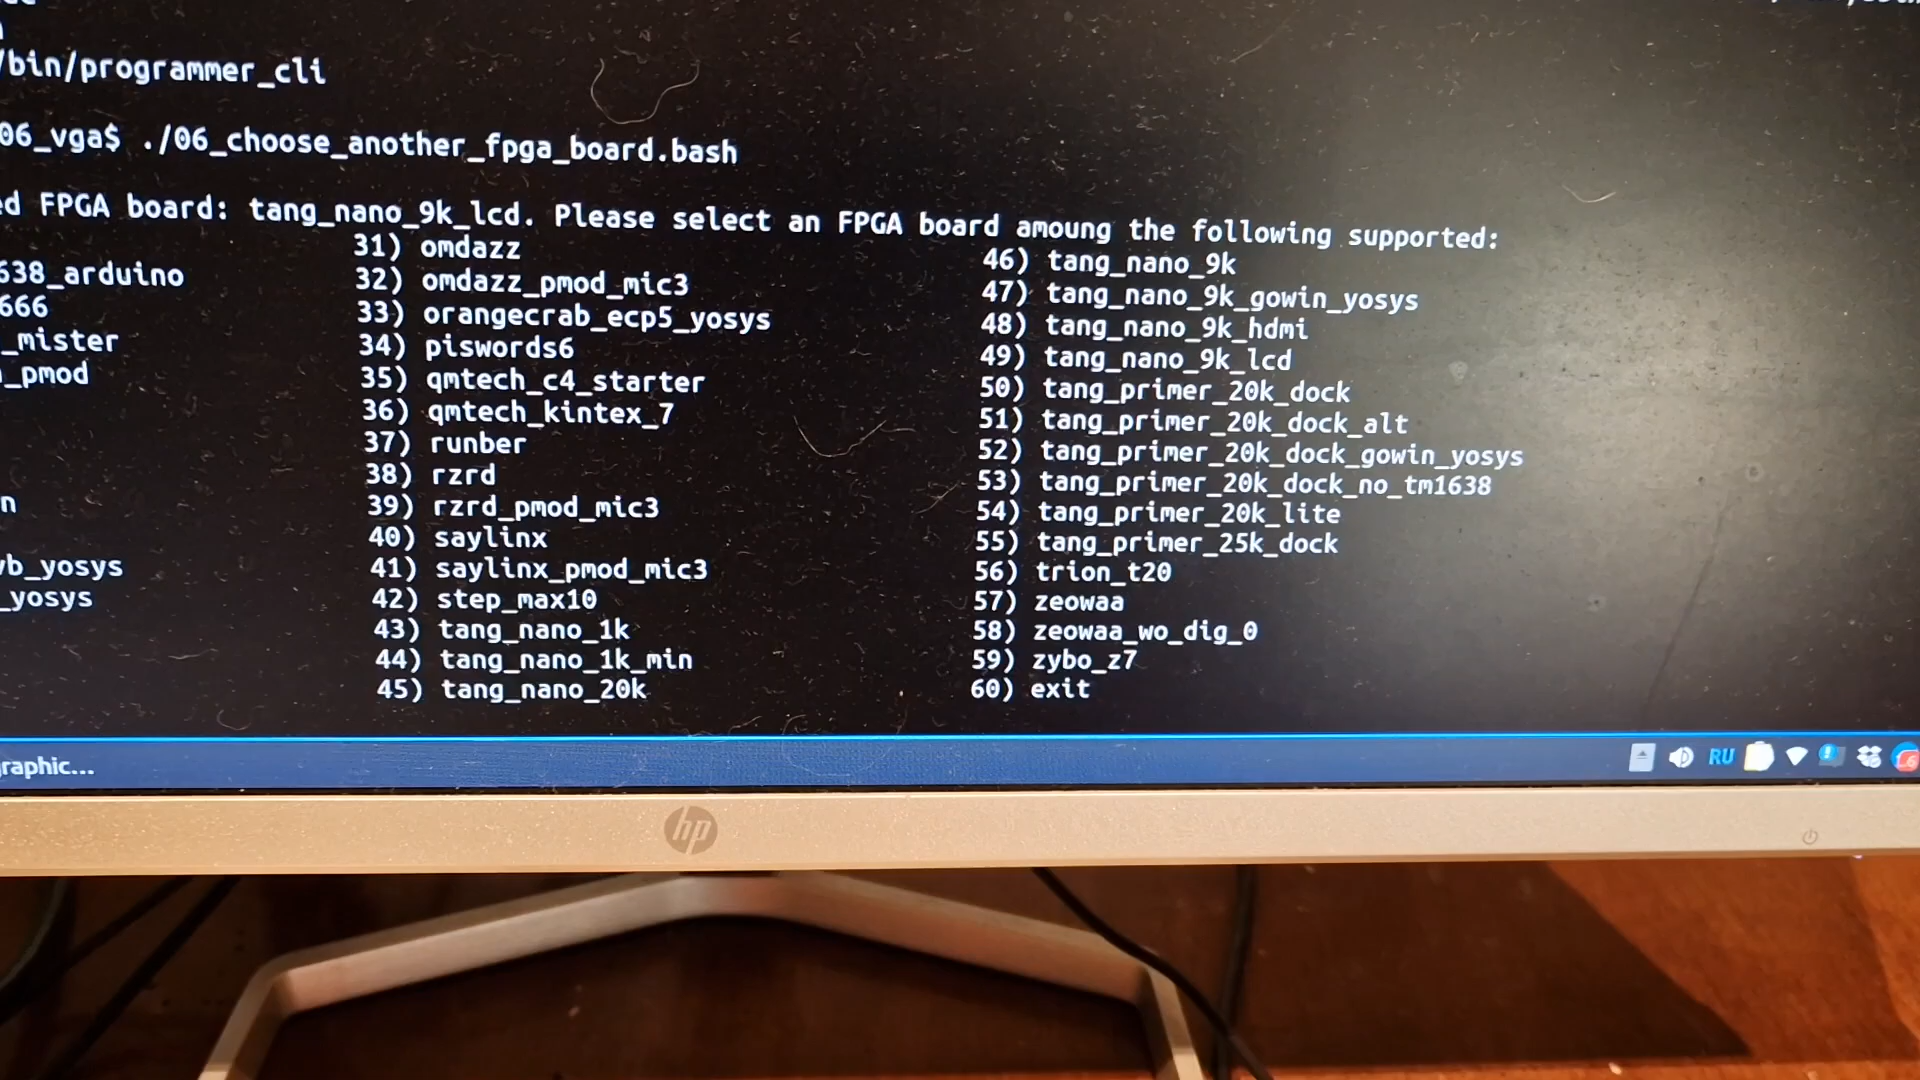 /bin/programmer_cli
06_vga$ ./06_choose_another_fpga_board.bash
ed FPGA board: tang_nano_9k_lcd. Please select an FPGA board amoung the following supported:
31) omdazz 46) tang_nano_9k
638_arduino 32) omdazz_pmod_mic3 47) tang_nano_9k_gowin_yosys
666 33) orangecrab_ecp5_yosys 48) tang_nano_9k_hdmi
_mister 34) piswords6 49) tang_nano_9k_lcd
_pmod 35) qmtech_c4_starter 50) tang_primer_20k_dock
36) qmtech_kintex_7 51) tang_primer_20k_dock_alt
37) runber 52) tang_primer_20k_dock_gowin_yosys
38) rzrd 53) tang_primer_20k_dock_no_tm1638
n 39) rzrd_pmod_mic3 54) tang_primer_20k_lite
40) saylinx 55) tang_primer_25k_dock
b_yosys 41) saylinx_pmod_mic3 56) trion_t20
_yosys 42) step_max10 57) zeowaa
43) tang_nano_1k 58) zeowaa_wo_dig_0
44) tang_nano_1k_min 59) zybo_z7
45) tang_nano_20k 60) exit
raphic... RU
hp